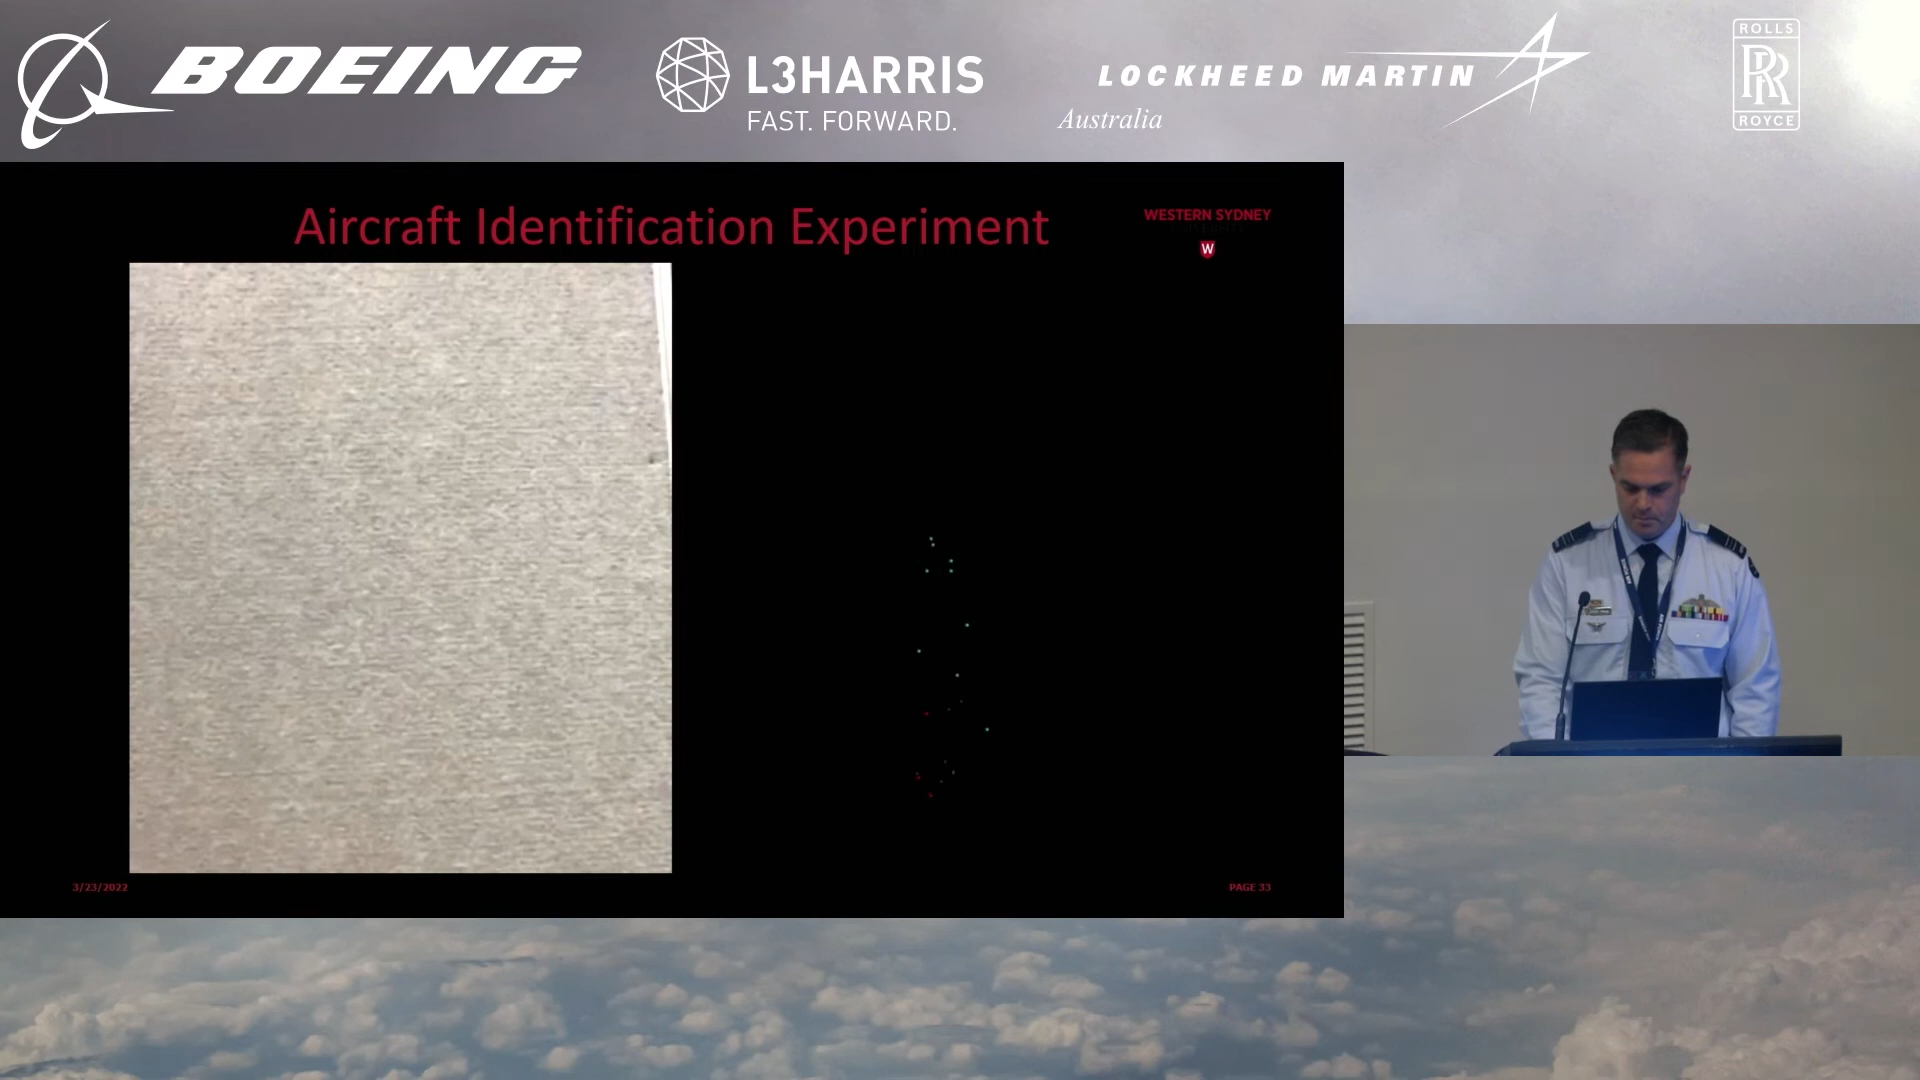 BOEING
L3HARRIS
FAST. FORWARD.
LOCKHEED MARTIN
Australia
ROLLS
RR
ROYCE
Aircraft Identification Experiment
WESTERN SYDNEY
W
3/23/2022
PAGE 33